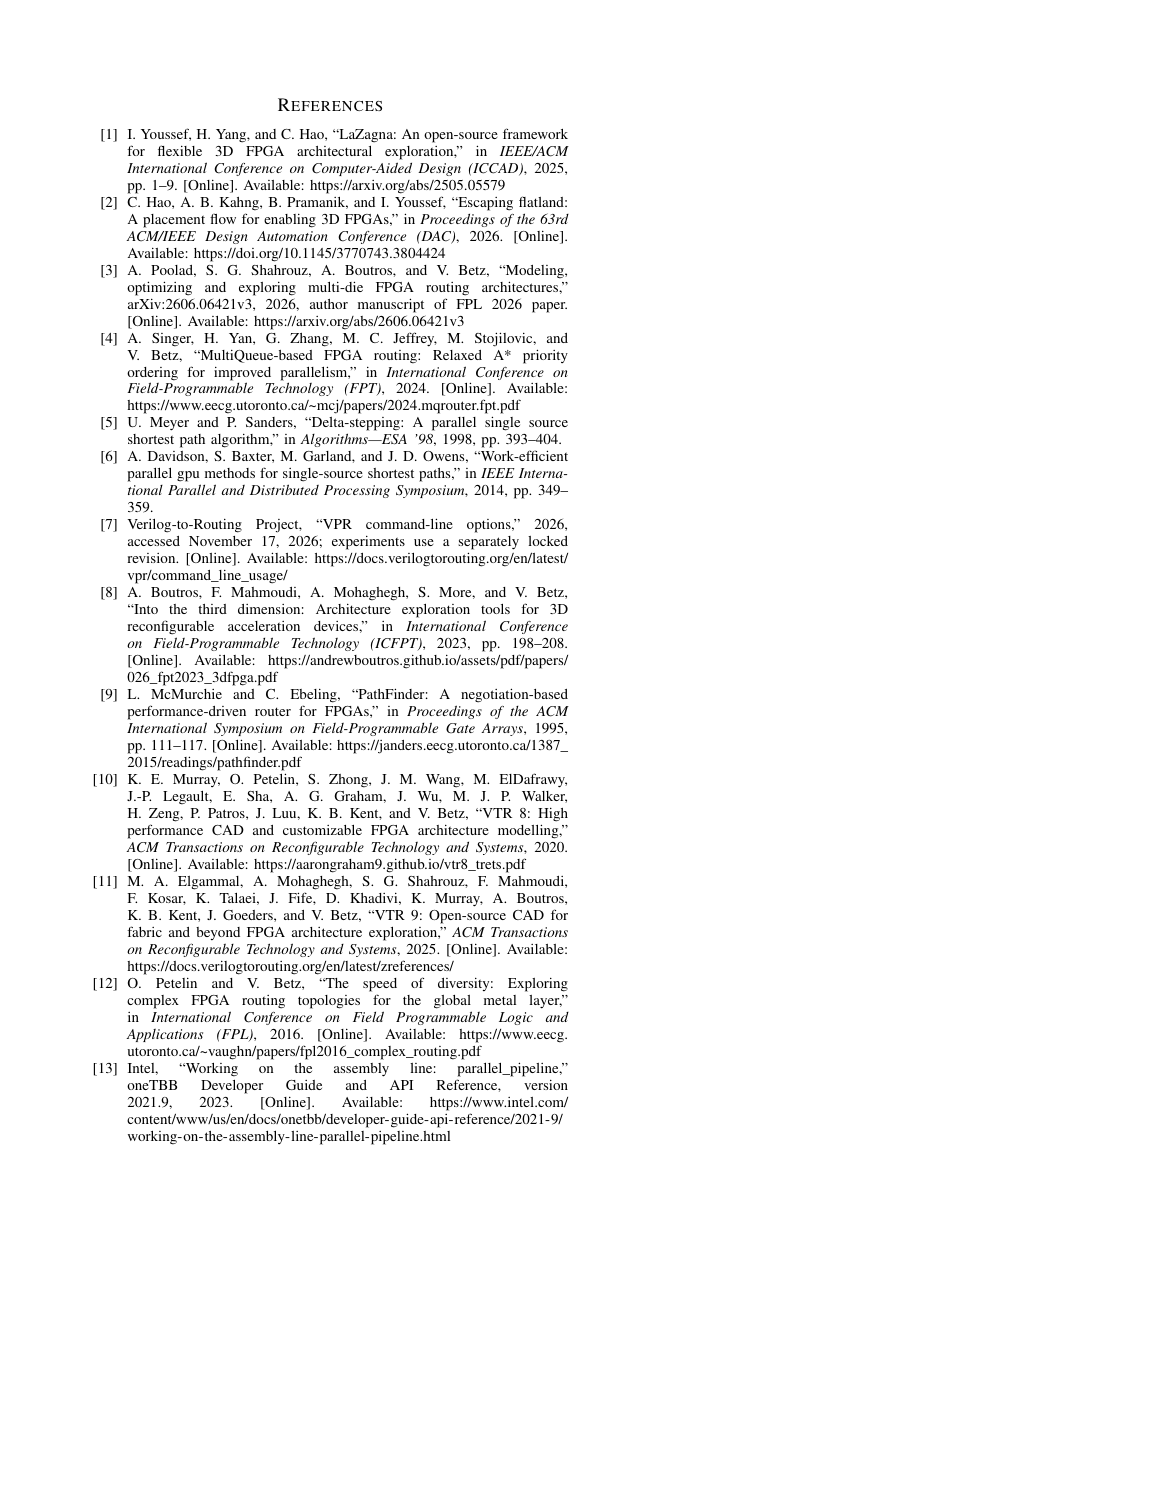 REFERENCES
[1] I. Youssef, H. Yang, and C. Hao, “LaZagna: An open-source framework
for flexible 3D FPGA architectural exploration,” in IEEE/ACM
International Conference on Computer-Aided Design (ICCAD), 2025,
pp. 1–9. [Online]. Available: https://arxiv.org/abs/2505.05579
[2] C. Hao, A. B. Kahng, B. Pramanik, and I. Youssef, “Escaping flatland:
A placement flow for enabling 3D FPGAs,” in Proceedings of the 63rd
ACM/IEEE Design Automation Conference (DAC), 2026. [Online].
Available: https://doi.org/10.1145/3770743.3804424
[3] A. Poolad, S. G. Shahrouz, A. Boutros, and V. Betz, “Modeling,
optimizing and exploring multi-die FPGA routing architectures,”
arXiv:2606.06421v3, 2026, author manuscript of FPL 2026 paper.
[Online]. Available: https://arxiv.org/abs/2606.06421v3
[4] A. Singer, H. Yan, G. Zhang, M. C. Jeffrey, M. Stojilovic, and
V. Betz, “MultiQueue-based FPGA routing: Relaxed A* priority
ordering for improved parallelism,” in International Conference on
Field-Programmable Technology (FPT), 2024. [Online]. Available:
https://www.eecg.utoronto.ca/~mcj/papers/2024.mqrouter.fpt.pdf
[5] U. Meyer and P. Sanders, “Delta-stepping: A parallel single source
shortest path algorithm,” in Algorithms—ESA ’98, 1998, pp. 393–404.
[6] A. Davidson, S. Baxter, M. Garland, and J. D. Owens, “Work-efficient
parallel gpu methods for single-source shortest paths,” in IEEE Interna-
tional Parallel and Distributed Processing Symposium, 2014, pp. 349–
359.
[7] Verilog-to-Routing Project, “VPR command-line options,” 2026,
accessed November 17, 2026; experiments use a separately locked
revision. [Online]. Available: https://docs.verilogtorouting.org/en/latest/
vpr/command_line_usage/
[8] A. Boutros, F. Mahmoudi, A. Mohaghegh, S. More, and V. Betz,
“Into the third dimension: Architecture exploration tools for 3D
reconfigurable acceleration devices,” in International Conference
on Field-Programmable Technology (ICFPT), 2023, pp. 198–208.
[Online]. Available: https://andrewboutros.github.io/assets/pdf/papers/
026_fpt2023_3dfpga.pdf
[9] L. McMurchie and C. Ebeling, “PathFinder: A negotiation-based
performance-driven router for FPGAs,” in Proceedings of the ACM
International Symposium on Field-Programmable Gate Arrays, 1995,
pp. 111–117. [Online]. Available: https://janders.eecg.utoronto.ca/1387_
2015/readings/pathfinder.pdf
[10] K. E. Murray, O. Petelin, S. Zhong, J. M. Wang, M. ElDafrawy,
J.-P. Legault, E. Sha, A. G. Graham, J. Wu, M. J. P. Walker,
H. Zeng, P. Patros, J. Luu, K. B. Kent, and V. Betz, “VTR 8: High
performance CAD and customizable FPGA architecture modelling,”
ACM Transactions on Reconfigurable Technology and Systems, 2020.
[Online]. Available: https://aarongraham9.github.io/vtr8_trets.pdf
[11] M. A. Elgammal, A. Mohaghegh, S. G. Shahrouz, F. Mahmoudi,
F. Kosar, K. Talaei, J. Fife, D. Khadivi, K. Murray, A. Boutros,
K. B. Kent, J. Goeders, and V. Betz, “VTR 9: Open-source CAD for
fabric and beyond FPGA architecture exploration,” ACM Transactions
on Reconfigurable Technology and Systems, 2025. [Online]. Available:
https://docs.verilogtorouting.org/en/latest/zreferences/
[12] O. Petelin and V. Betz, “The speed of diversity: Exploring
complex FPGA routing topologies for the global metal layer,”
in International Conference on Field Programmable Logic and
Applications (FPL), 2016. [Online]. Available: https://www.eecg.
utoronto.ca/~vaughn/papers/fpl2016_complex_routing.pdf
[13] Intel, “Working on the assembly line: parallel_pipeline,”
oneTBB Developer Guide and API Reference, version
2021.9, 2023. [Online]. Available: https://www.intel.com/
content/www/us/en/docs/onetbb/developer-guide-api-reference/2021-9/
working-on-the-assembly-line-parallel-pipeline.html